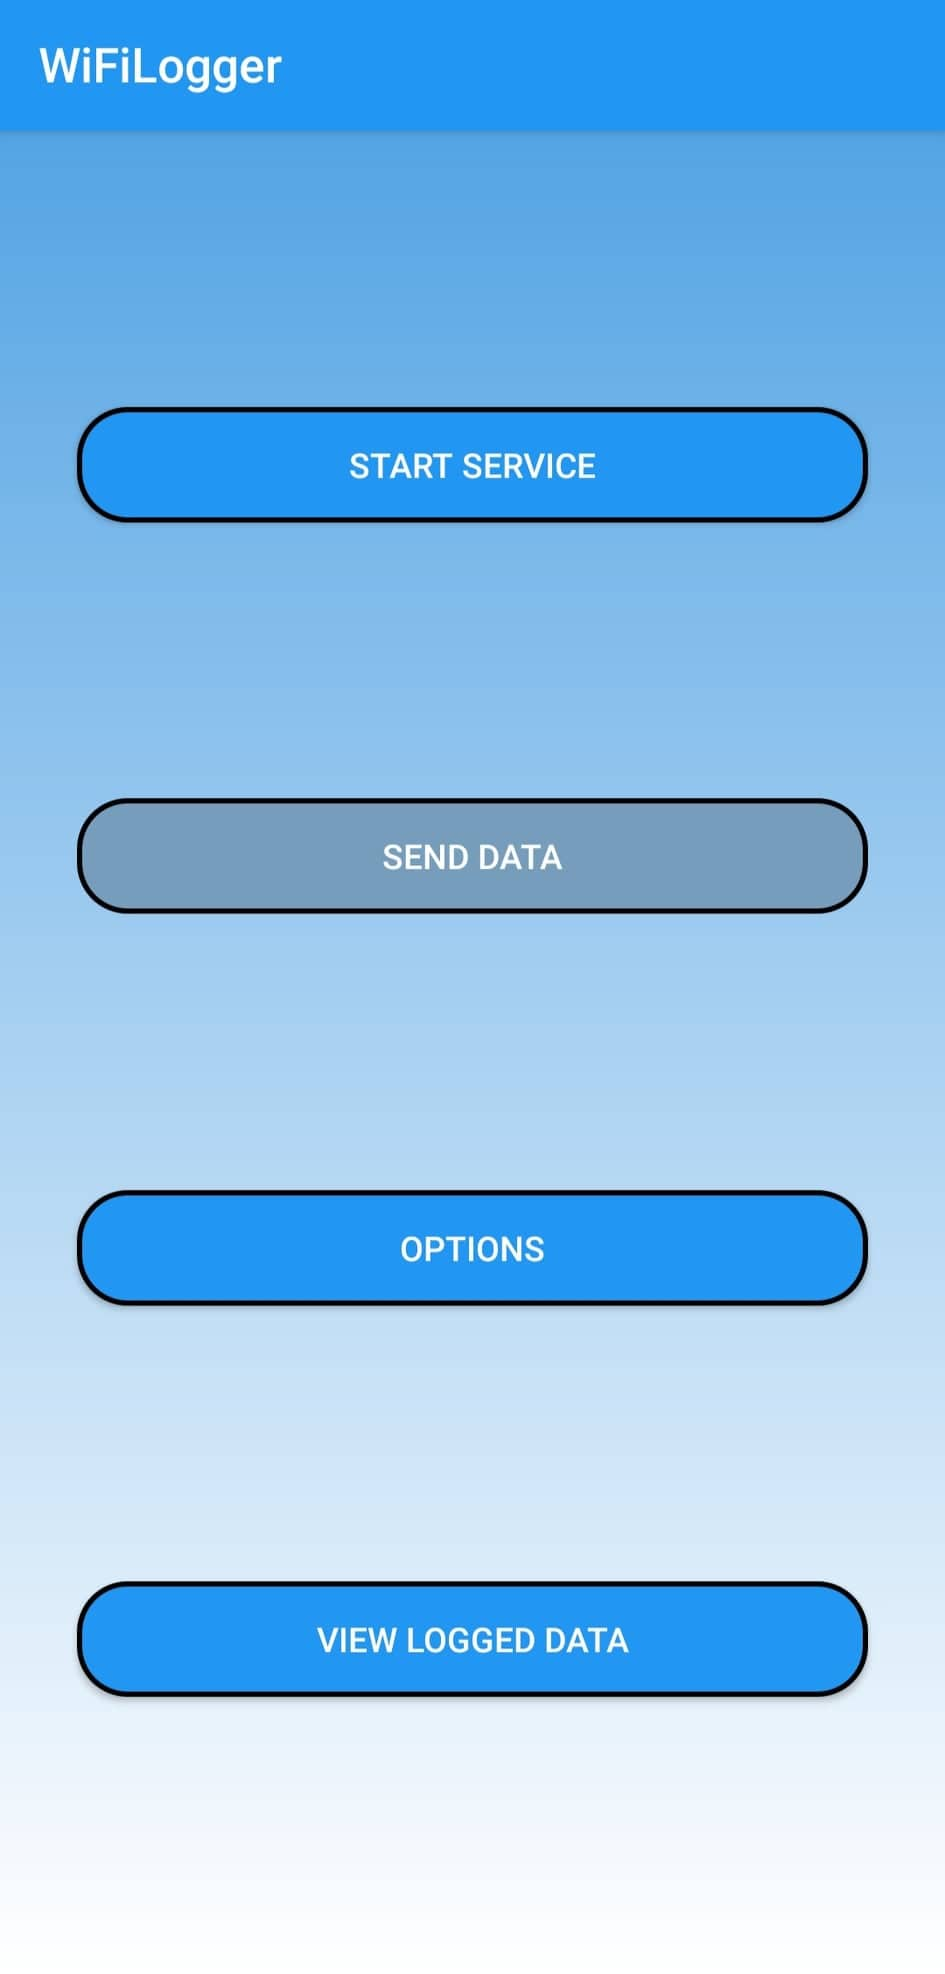 WiFiLogger
START SERVICE
SEND DATA
OPTIONS
VIEW LOGGED DATA